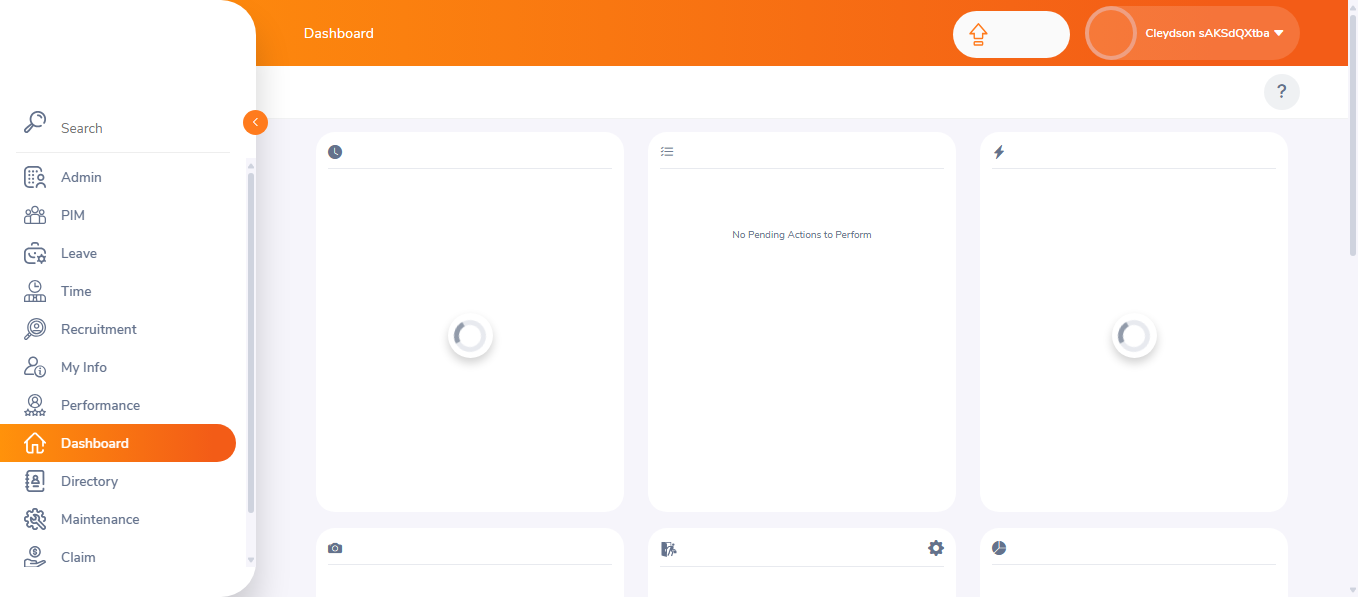 Dashboard
Cleydson sAKSdQXtba
?
Search
Admin
PIM
Leave
Time
Recruitment
My Info
Performance
Dashboard
Directory
Maintenance
Claim
No Pending Actions to Perform